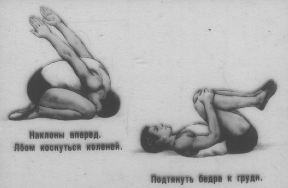 Наклоны вперед.
Лбом коснуться коленей.
Подтянуть бедра к груди.